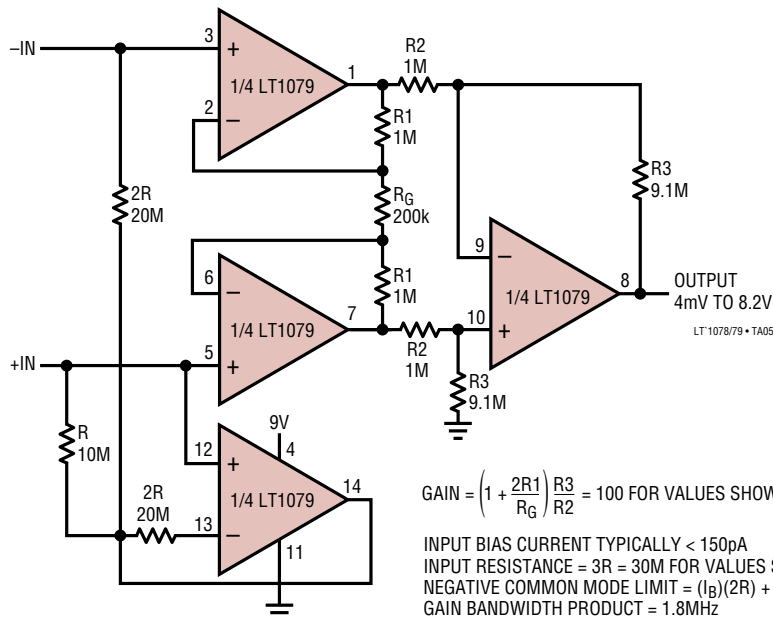 –IN
3
+
1/4 LT1079
2
–
1
R2
1M
R1
1M
RG
200k
2R
20M
R3
9.1M
9
–
1/4 LT1079
10
+
8
OUTPUT
4mV TO 8.2V
LT1078/79 • TA05
6
–
1/4 LT1079
5
+
7
R1
1M
R2
1M
R3
9.1M
+IN
R
10M
9V
4
12
+
1/4 LT1079
14
2R
20M
13
–
11
GAIN = (1 + 2R1/RG) R3/R2 = 100 FOR VALUES SHOW
INPUT BIAS CURRENT TYPICALLY < 150pA
INPUT RESISTANCE = 3R = 30M FOR VALUES S
NEGATIVE COMMON MODE LIMIT = (IB)(2R) +
GAIN BANDWIDTH PRODUCT = 1.8MHz